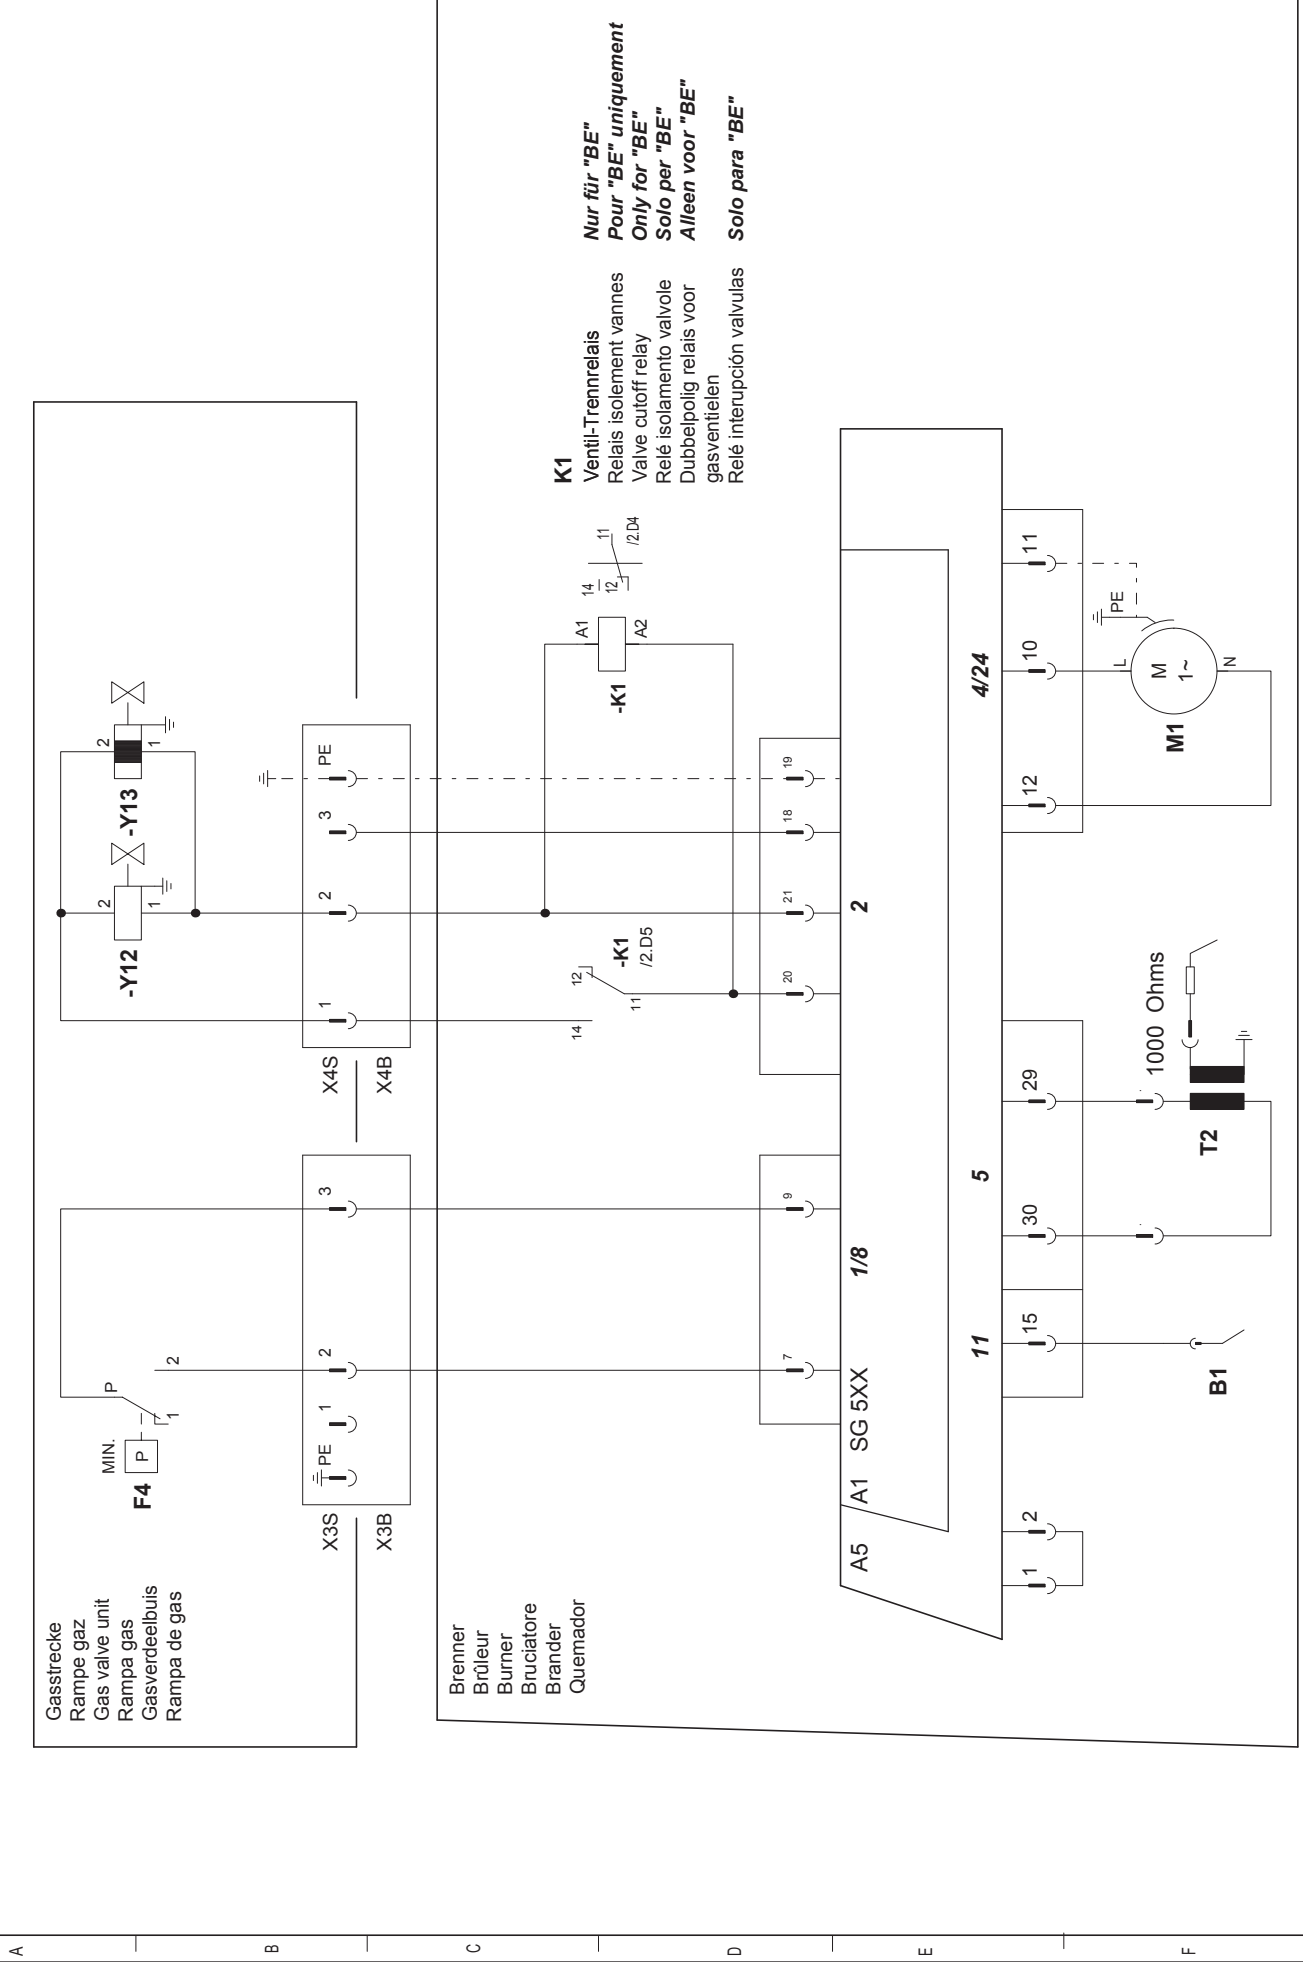 Gasstrecke
Rampe gaz
Gas valve unit
Rampa gas
Gasverdeelbuis
Rampa de gas
MIN.
P
F4
P
1
2
-Y12
2
1
-Y13
2
1
X3S
X3B
PE
1
2
3
X4S
X4B
1
2
3
PE
Brenner
Brûleur
Burner
Bruciatore
Brander
Quemador
14
12
11
-K1
/2.D5
-K1
A1
A2
14
12
11
/2.D4
K1
Ventil-Trennrelais
Nur für "BE"
Relais isolement vannes
Pour "BE" uniquement
Valve cutoff relay
Only for "BE"
Relé isolamento valvole
Solo per "BE"
Dubbelpolig relais voor
Alleen voor "BE"
gasventielen
Relé interupción valvulas
Solo para "BE"
7
9
20
21
18
19
A5
A1
SG 5XX
1/8
2
11
5
4/24
1
2
15
30
29
12
10
11
B1
T2
1000 Ohms
M1
M
1~
L
N
PE
A
B
C
D
E
F